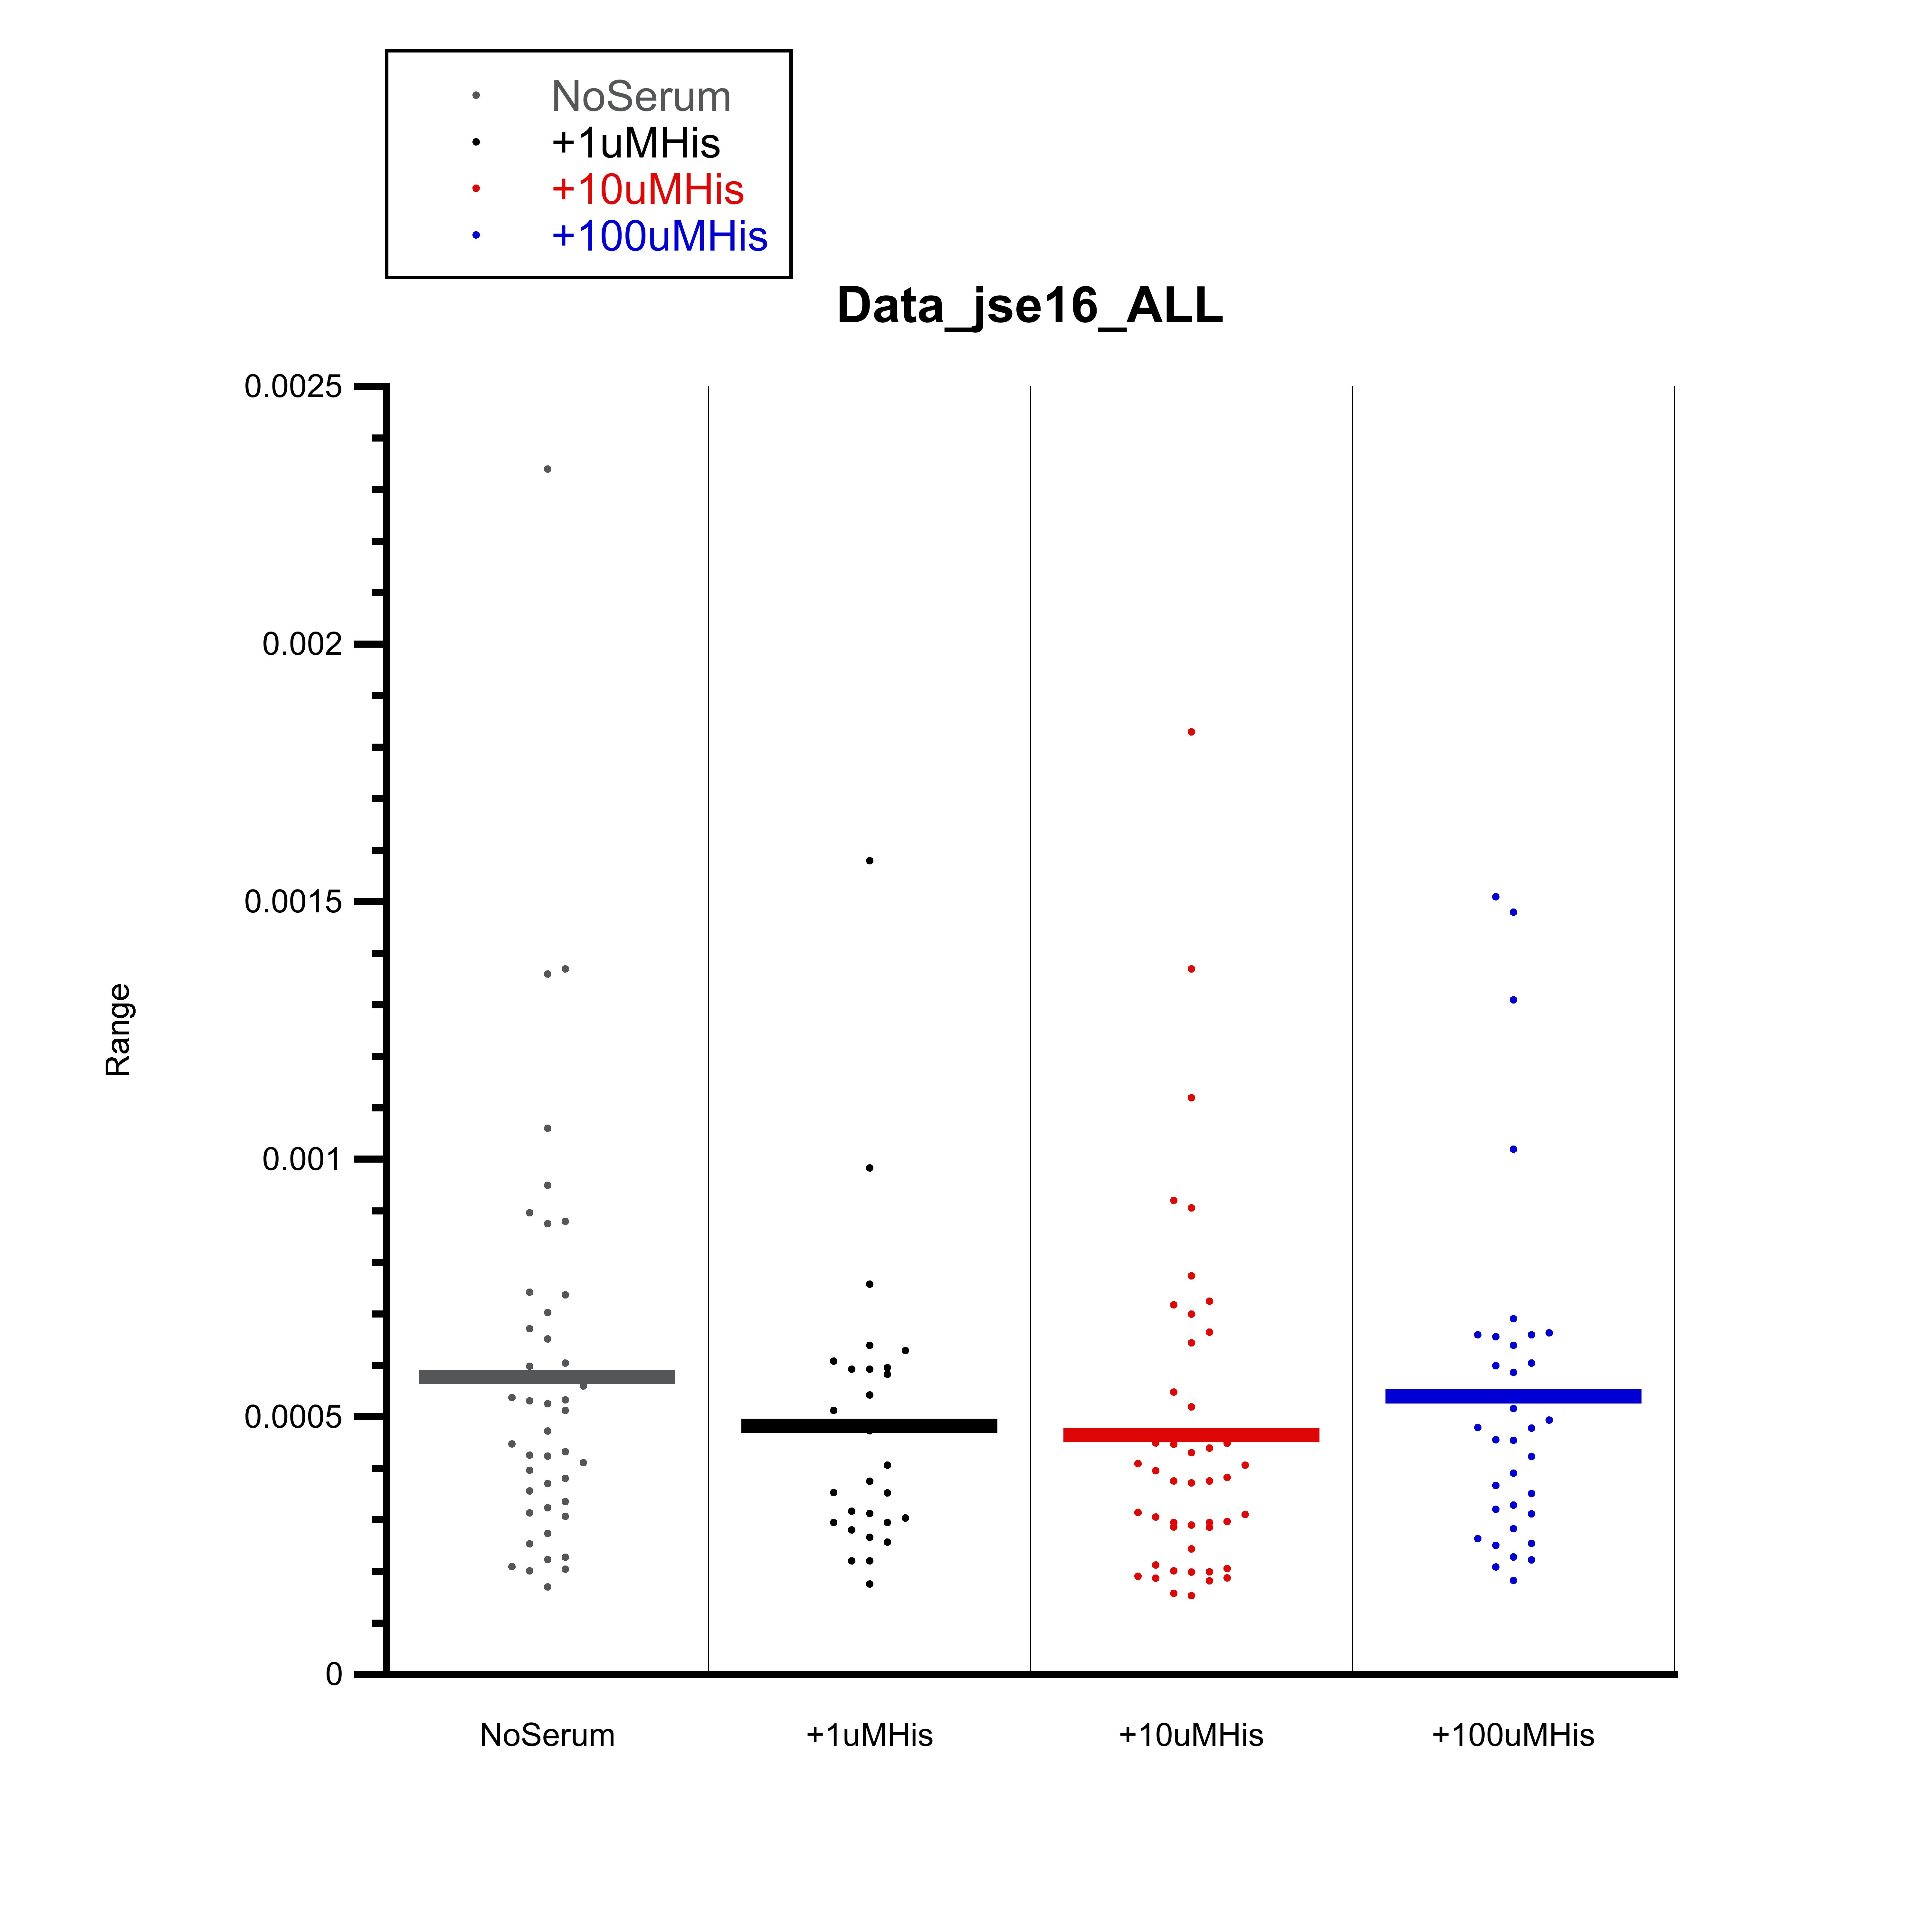 NoSerum
+1uMHis
+10uMHis
+100uMHis
Data_jse16_ALL
0.0025
0.002
0.0015
0.001
0.0005
0
Range
NoSerum
+1uMHis
+10uMHis
+100uMHis